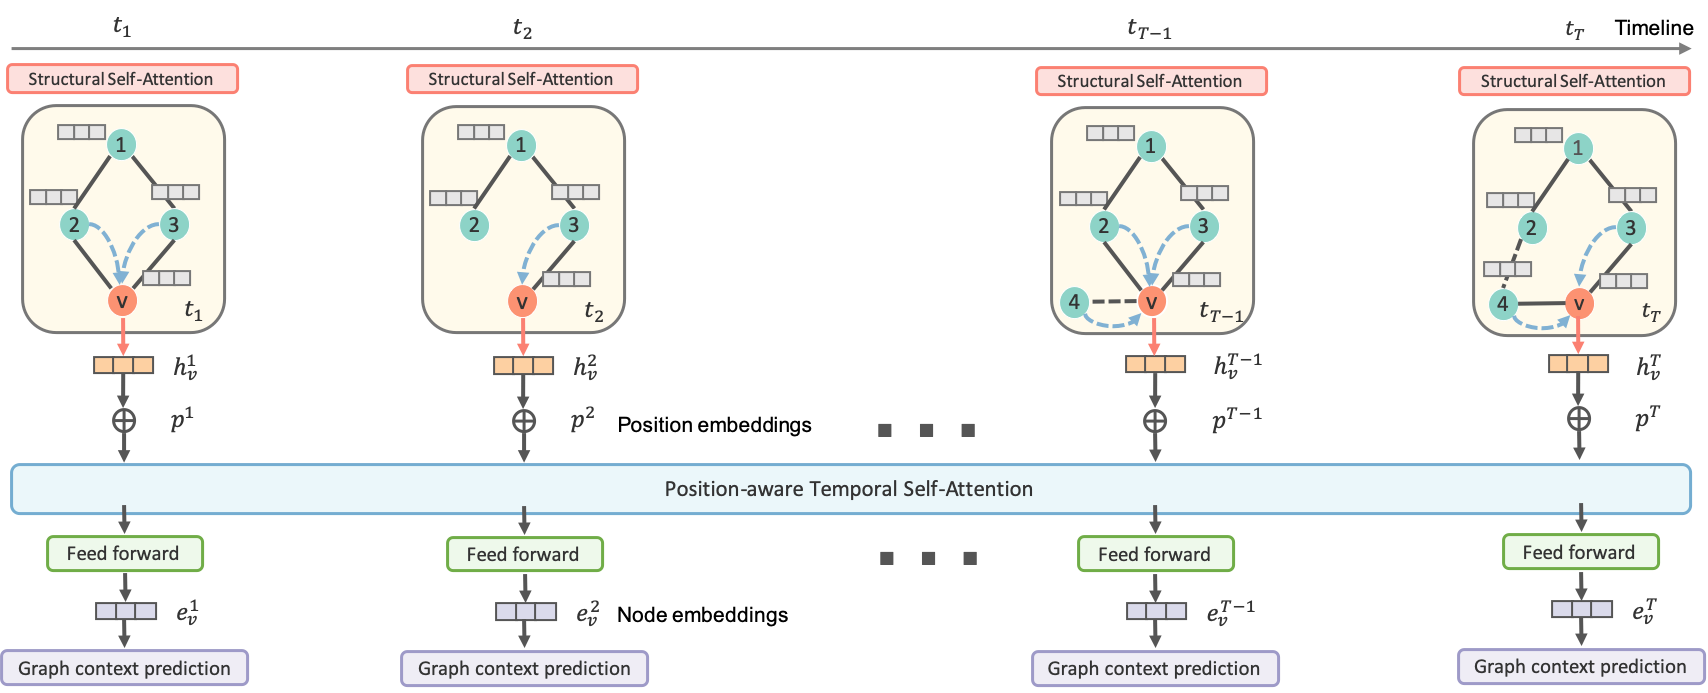 t₁ t₂ t_{T−1} t_T Timeline
Structural Self-Attention Structural Self-Attention Structural Self-Attention Structural Self-Attention
1 1 1 1
2 3 2 3 2 3 2 3
v v 4 v 4 v
t₁ t₂ t_{T−1} t_T
h_v^1 h_v^2 h_v^{T−1} h_v^T
p^1 p^2 Position embeddings p^{T−1} p^T
Position-aware Temporal Self-Attention
Feed forward Feed forward Feed forward Feed forward
e_v^1 e_v^2 Node embeddings e_v^{T−1} e_v^T
Graph context prediction Graph context prediction Graph context prediction Graph context prediction